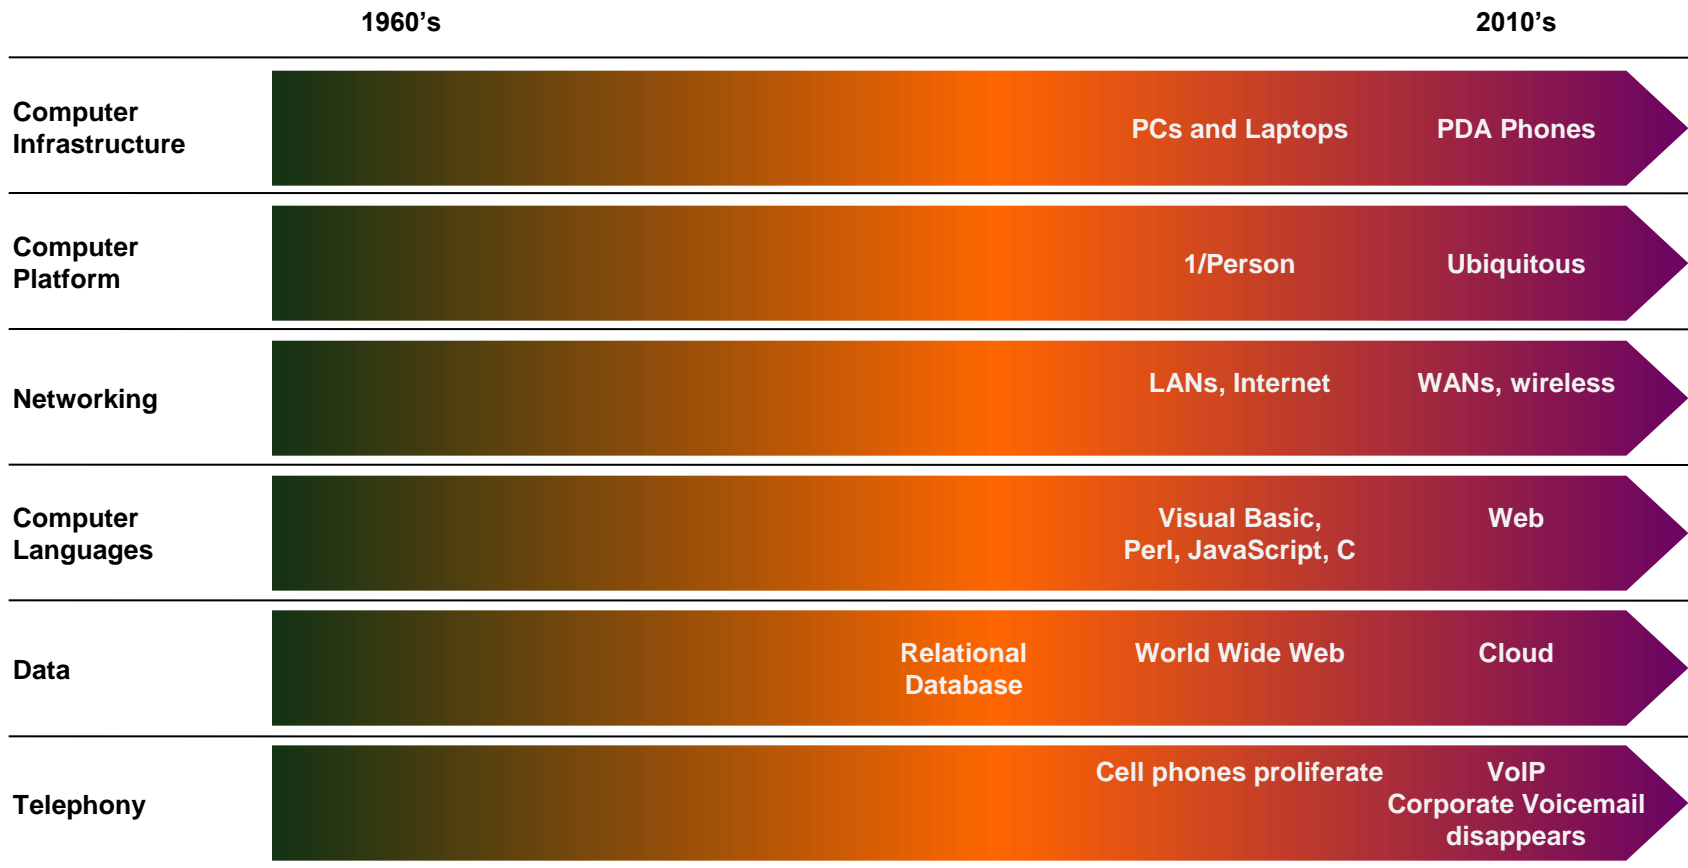 1960’s 2010’s
Computer
Infrastructure
PCs and Laptops PDA Phones
Computer
Platform
1/Person Ubiquitous
Networking
LANs, Internet WANs, wireless
Computer
Languages
Visual Basic,
Perl, JavaScript, C
Web
Data
Relational
Database
World Wide Web Cloud
Telephony
Cell phones proliferate
VoIP
Corporate Voicemail
disappears